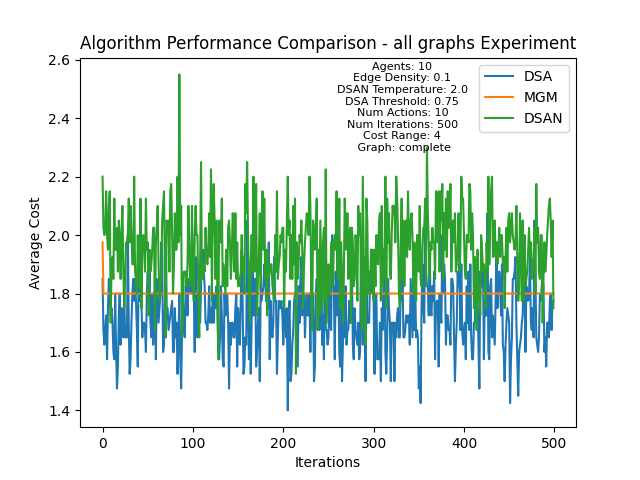 Algorithm Performance Comparison - all graphs Experiment
Agents: 10
Edge Density: 0.1
DSAN Temperature: 2.0
DSA Threshold: 0.75
Num Actions: 10
Num Iterations: 500
Cost Range: 4
Graph: complete
DSA
MGM
DSAN
Average Cost
2.6
2.4
2.2
2.0
1.8
1.6
1.4
0
100
200
300
400
500
Iterations